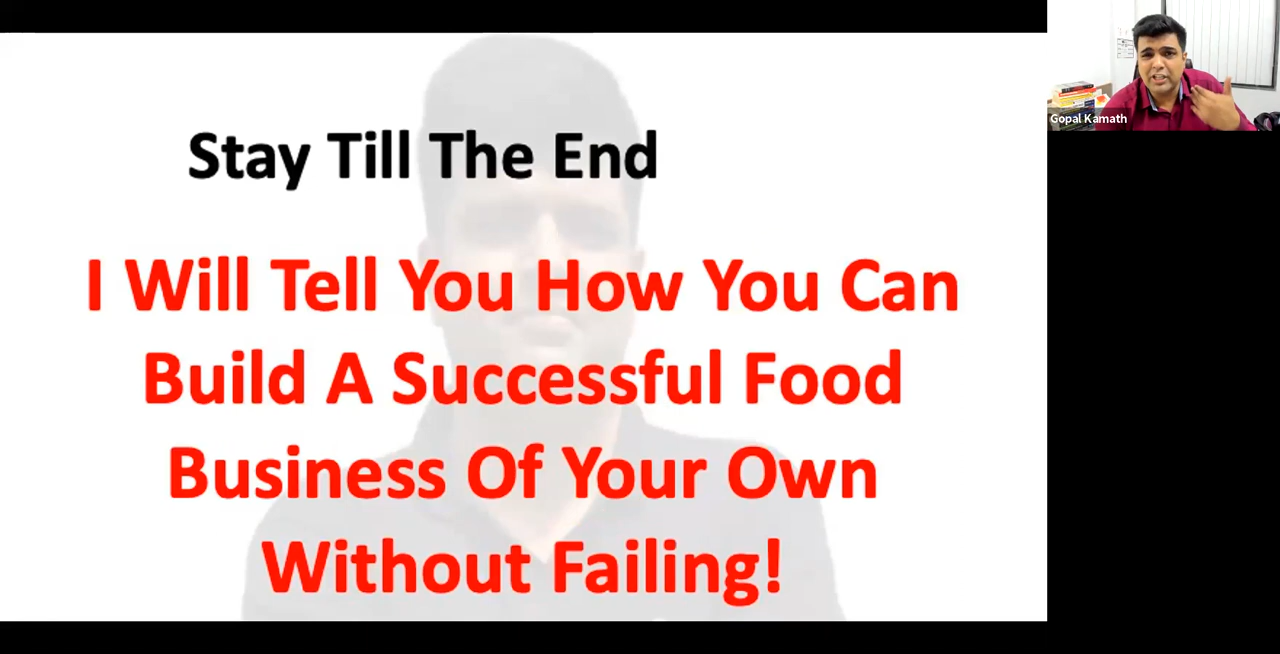 Stay Till The End
I Will Tell You How You Can
Build A Successful Food
Business Of Your Own
Without Failing!
Gopal Kamath